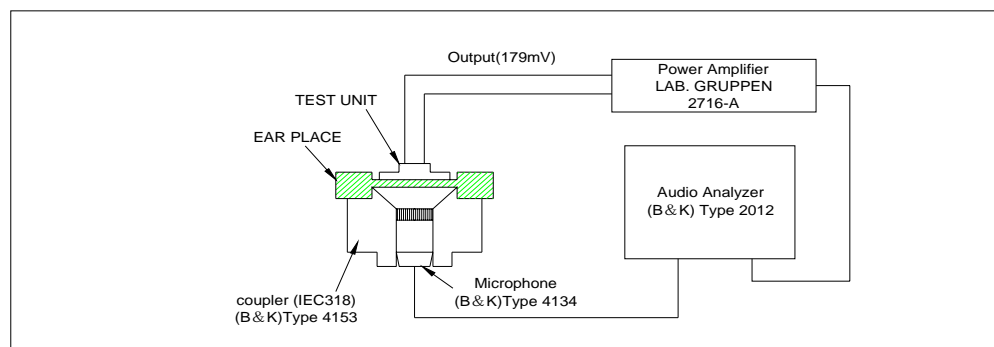 Output(179mV)
Power Amplifier
LAB. GRUPPEN
2716-A
TEST UNIT
EAR PLACE
Audio Analyzer
(B&K) Type 2012
Microphone
(B&K)Type 4134
coupler (IEC318)
(B&K)Type 4153